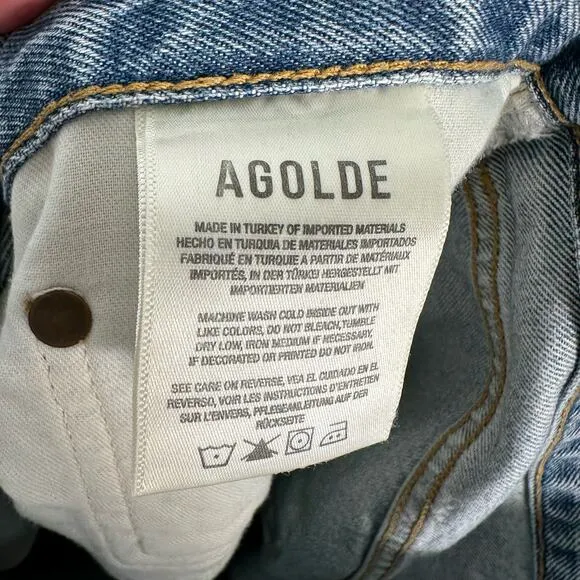 AGOLDE
MADE IN TURKEY OF IMPORTED MATERIALS
HECHO EN TURQUIA DE MATERIALES IMPORTADOS
FABRIQUÉ EN TURQUIE A PARTIR DE MATÉRIAUX
IMPORTÉS, IN DER TÜRKEI HERGESTELLT MIT
IMPORTIERTEN MATERIALIEN
MACHINE WASH COLD INSIDE OUT WITH
LIKE COLORS, DO NOT BLEACH,TUMBLE
DRY LOW, IRON MEDIUM IF NECESSARY,
IF DECORATED OR PRINTED DO NOT IRON.
SEE CARE ON REVERSE, VEA EL CUIDADO EN EL
REVERSO, VOIR LES INSTRUCTIONS D'ENTRETIEN
SUR L'ENVERS, PFLEGEANLEITUNG AUF DER
RÜCKSEITE